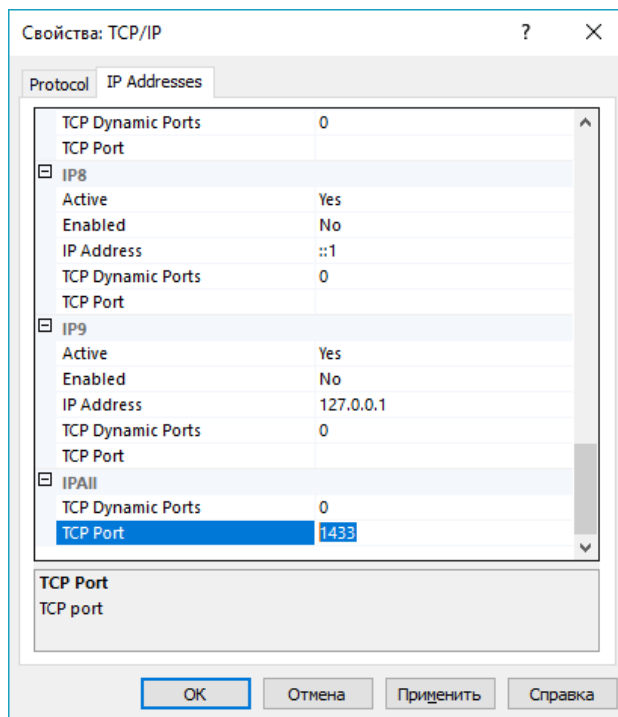 Свойства: TCP/IP ?
Protocol IP Addresses
TCP Dynamic Ports 0
TCP Port
IP8
Active Yes
Enabled No
IP Address ::1
TCP Dynamic Ports 0
TCP Port
IP9
Active Yes
Enabled No
IP Address 127.0.0.1
TCP Dynamic Ports 0
TCP Port
IPAll
TCP Dynamic Ports 0
TCP Port 1433
TCP Port
TCP port
OK Отмена Применить Справка